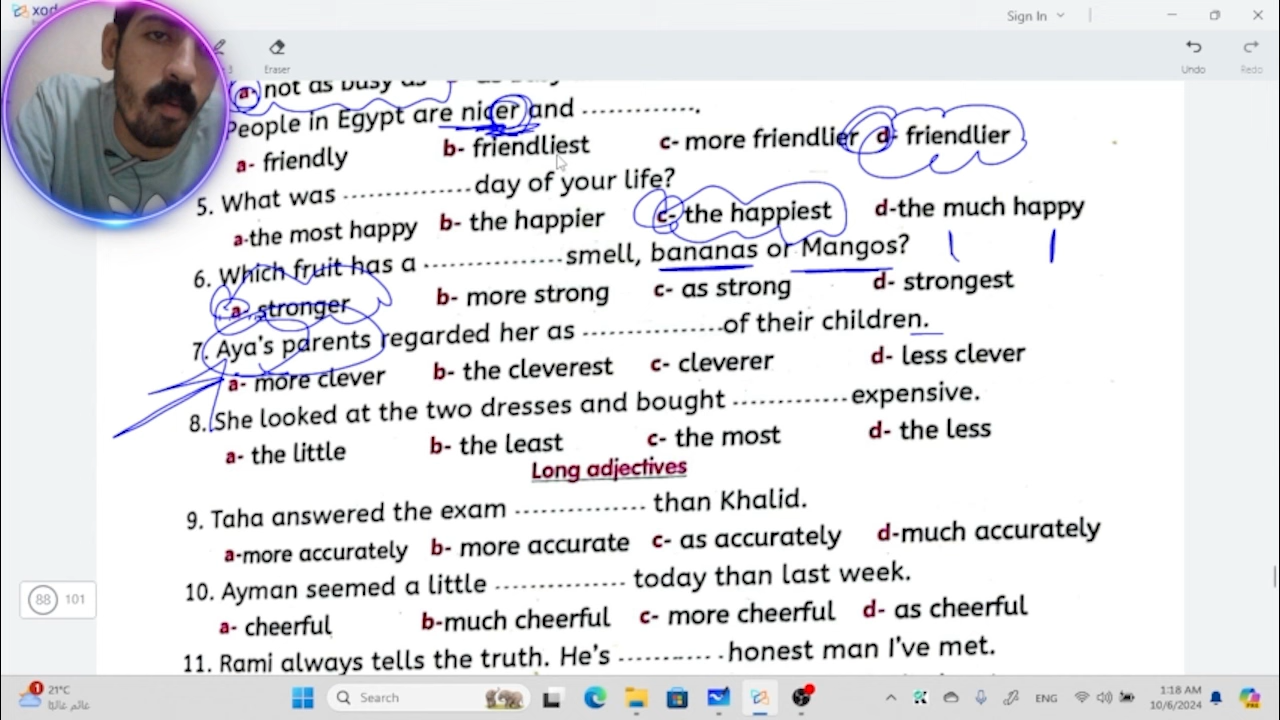 xod
Sign In
Eraser
Undo
Redo
a- not as busy as
People in Egypt are nicer and .............
a- friendly b- friendliest c- more friendlier d- friendlier
5. What was ............... day of your life?
a-the most happy b- the happier c- the happiest d-the much happy
6. Which fruit has a ................ smell, bananas or Mangos?
a- stronger b- more strong c- as strong d- strongest
7. Aya's parents regarded her as ................ of their children.
a- more clever b- the cleverest c- cleverer d- less clever
8. She looked at the two dresses and bought ............. expensive.
a- the little b- the least c- the most d- the less
Long adjectives
9. Taha answered the exam ............... than Khalid.
a-more accurately b- more accurate c- as accurately d-much accurately
10. Ayman seemed a little ............... today than last week.
a- cheerful b-much cheerful c- more cheerful d- as cheerful
11. Rami always tells the truth. He's ............ honest man I've met.
88 101
1
21°C
غائم غالبًا
Search
ENG
1:18 AM
10/6/2024